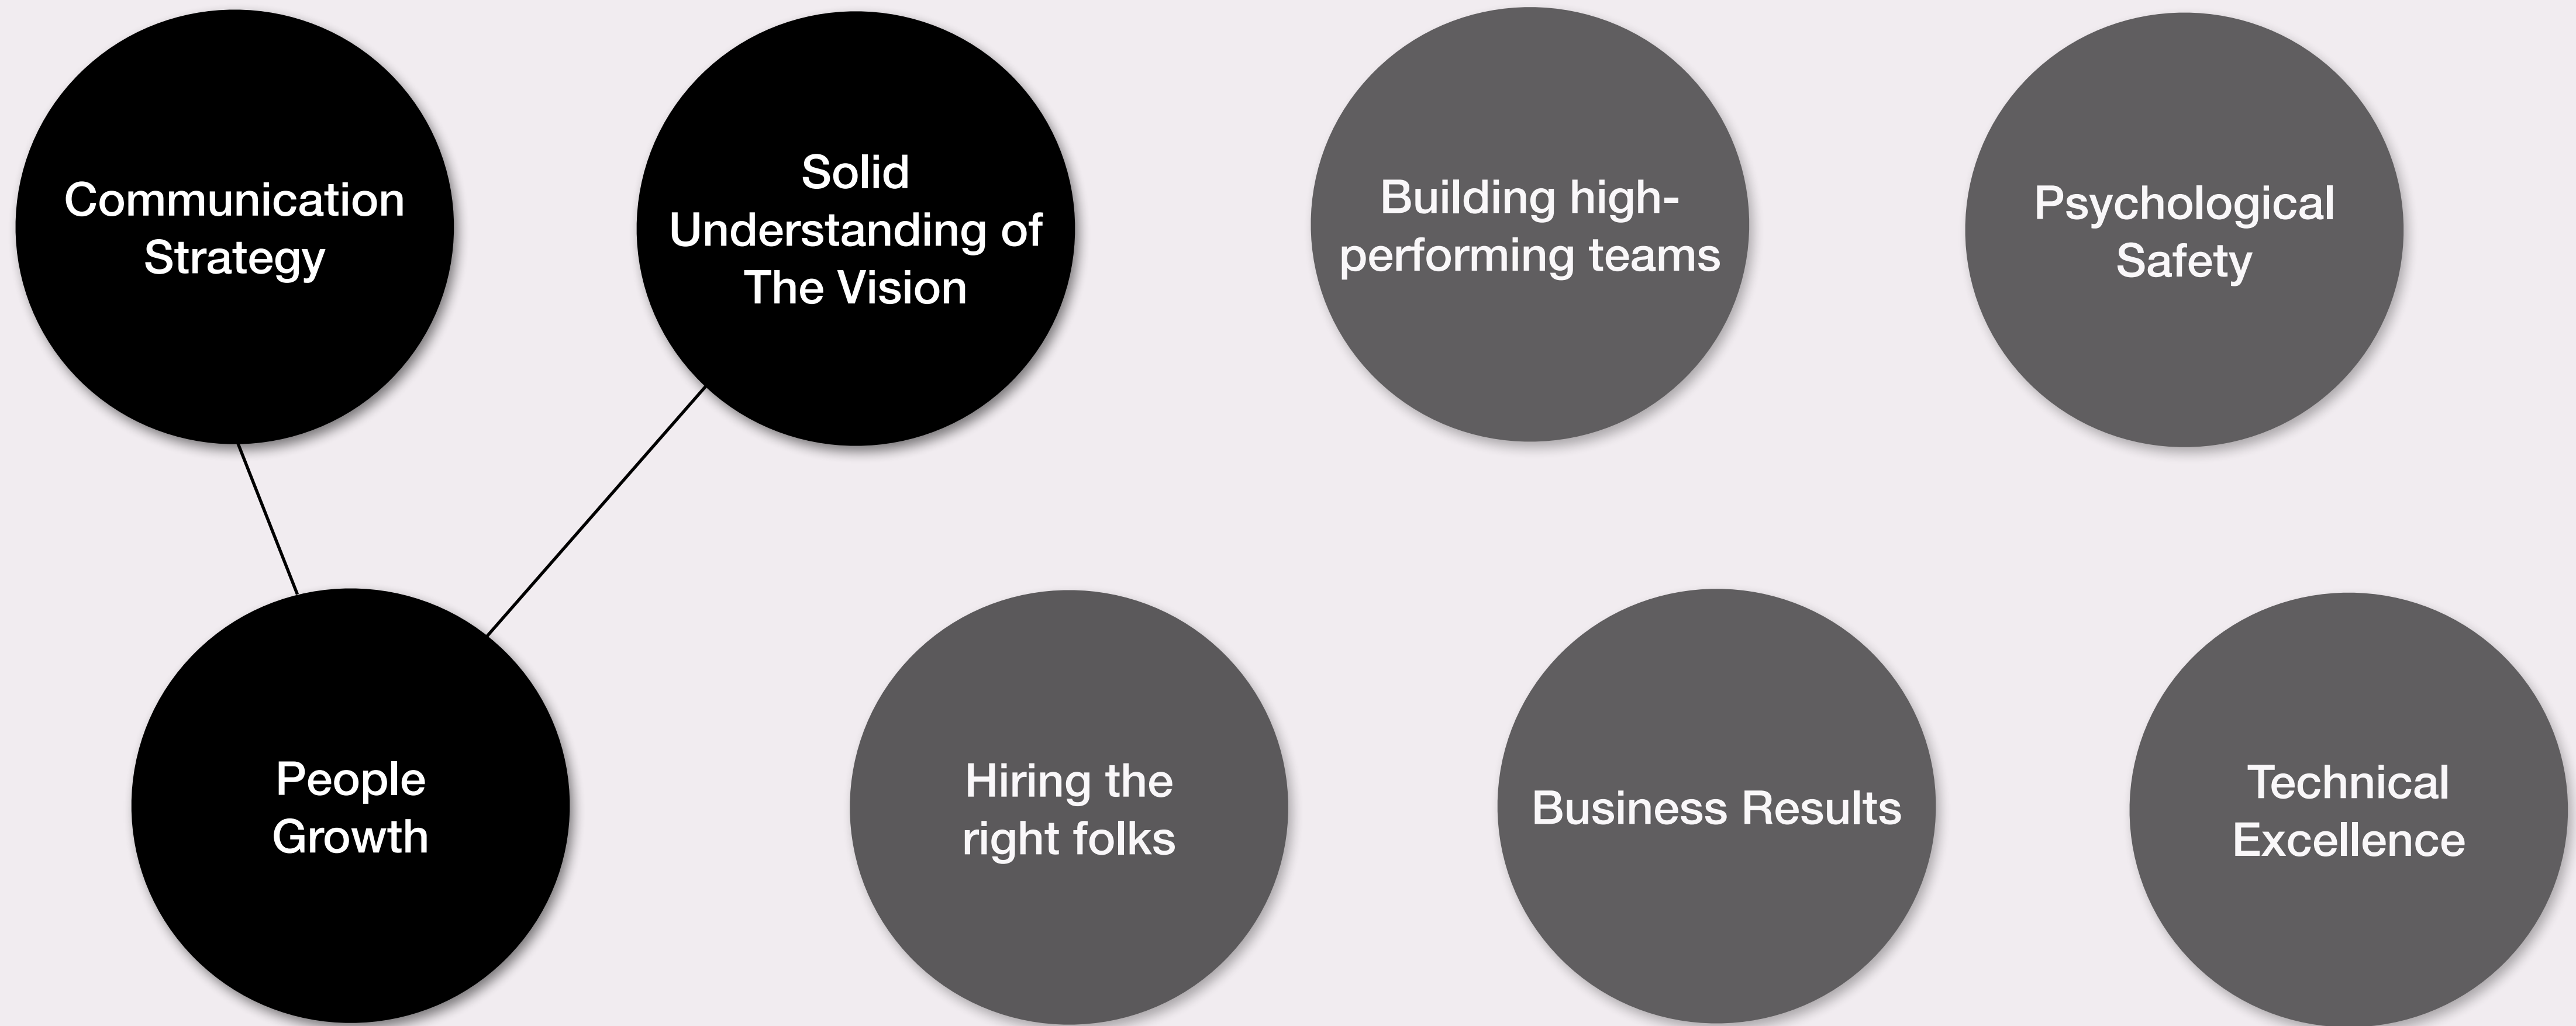 Communication
Strategy
Solid
Understanding of
The Vision
Building high-
performing teams
Psychological
Safety
People
Growth
Hiring the
right folks
Business Results
Technical
Excellence